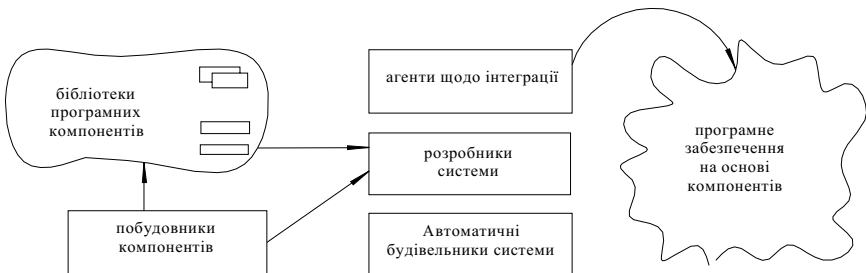 бібліотеки
програмних
компонентів
побудовники
компонентів
агенти щодо інтеграції
розробники
системи
Автоматичні
будівельники системи
програмне
забезпечення
на основі
компонентів